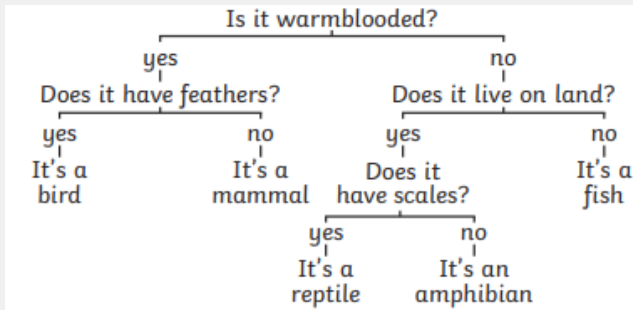 Is it warmblooded?
yes
no
Does it have feathers?
Does it live on land?
yes
no
yes
no
It's a
bird
It's a
mammal
Does it
have scales?
It's a
fish
yes
no
It's a
reptile
It's an
amphibian